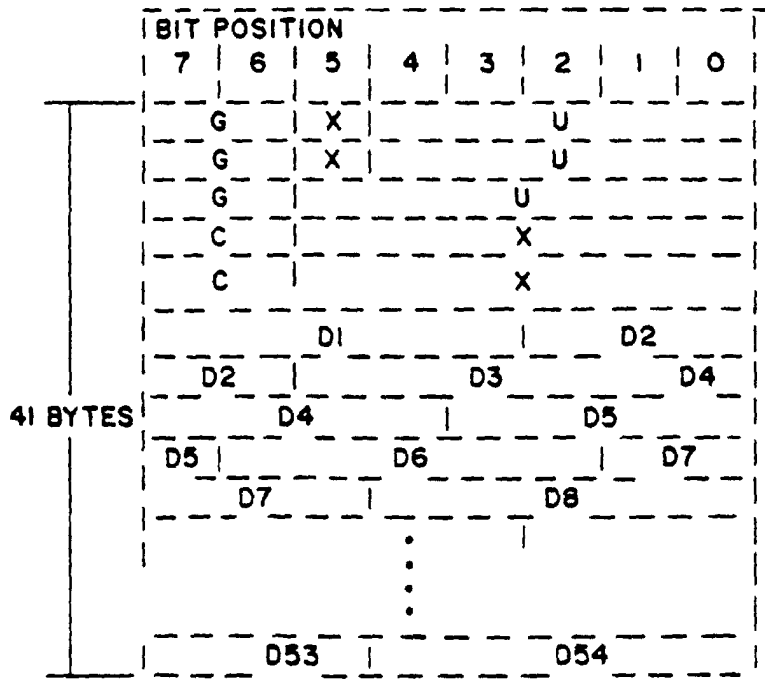 BIT POSITION
7 6 5 4 3 2 1 0
G X U
G X U
G U
C X
C X
D1 D2
D2 D3 D4
41 BYTES D4 D5
D5 D6 D7
D7 D8
D53 D54